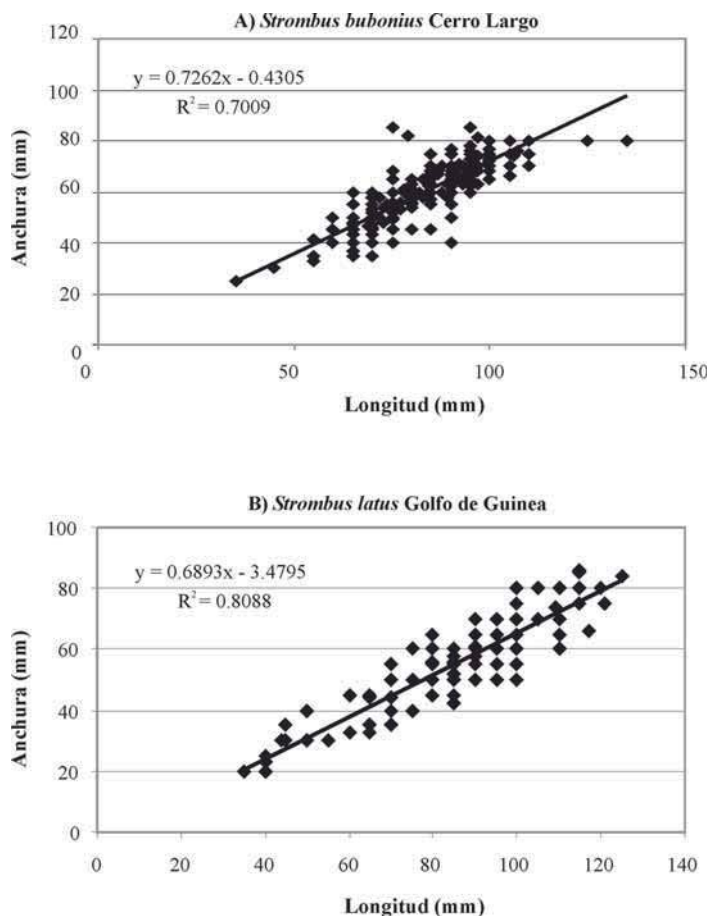 A) Strombus bubonius Cerro Largo
120
100
80
60
40
20
0
y = 0.7262x - 0.4305
R² = 0.7009
Anchura (mm)
0 50 100 150
Longitud (mm)
B) Strombus latus Golfo de Guinea
100
80
60
40
20
0
y = 0.6893x - 3.4795
R² = 0.8088
Anchura (mm)
0 20 40 60 80 100 120 140
Longitud (mm)